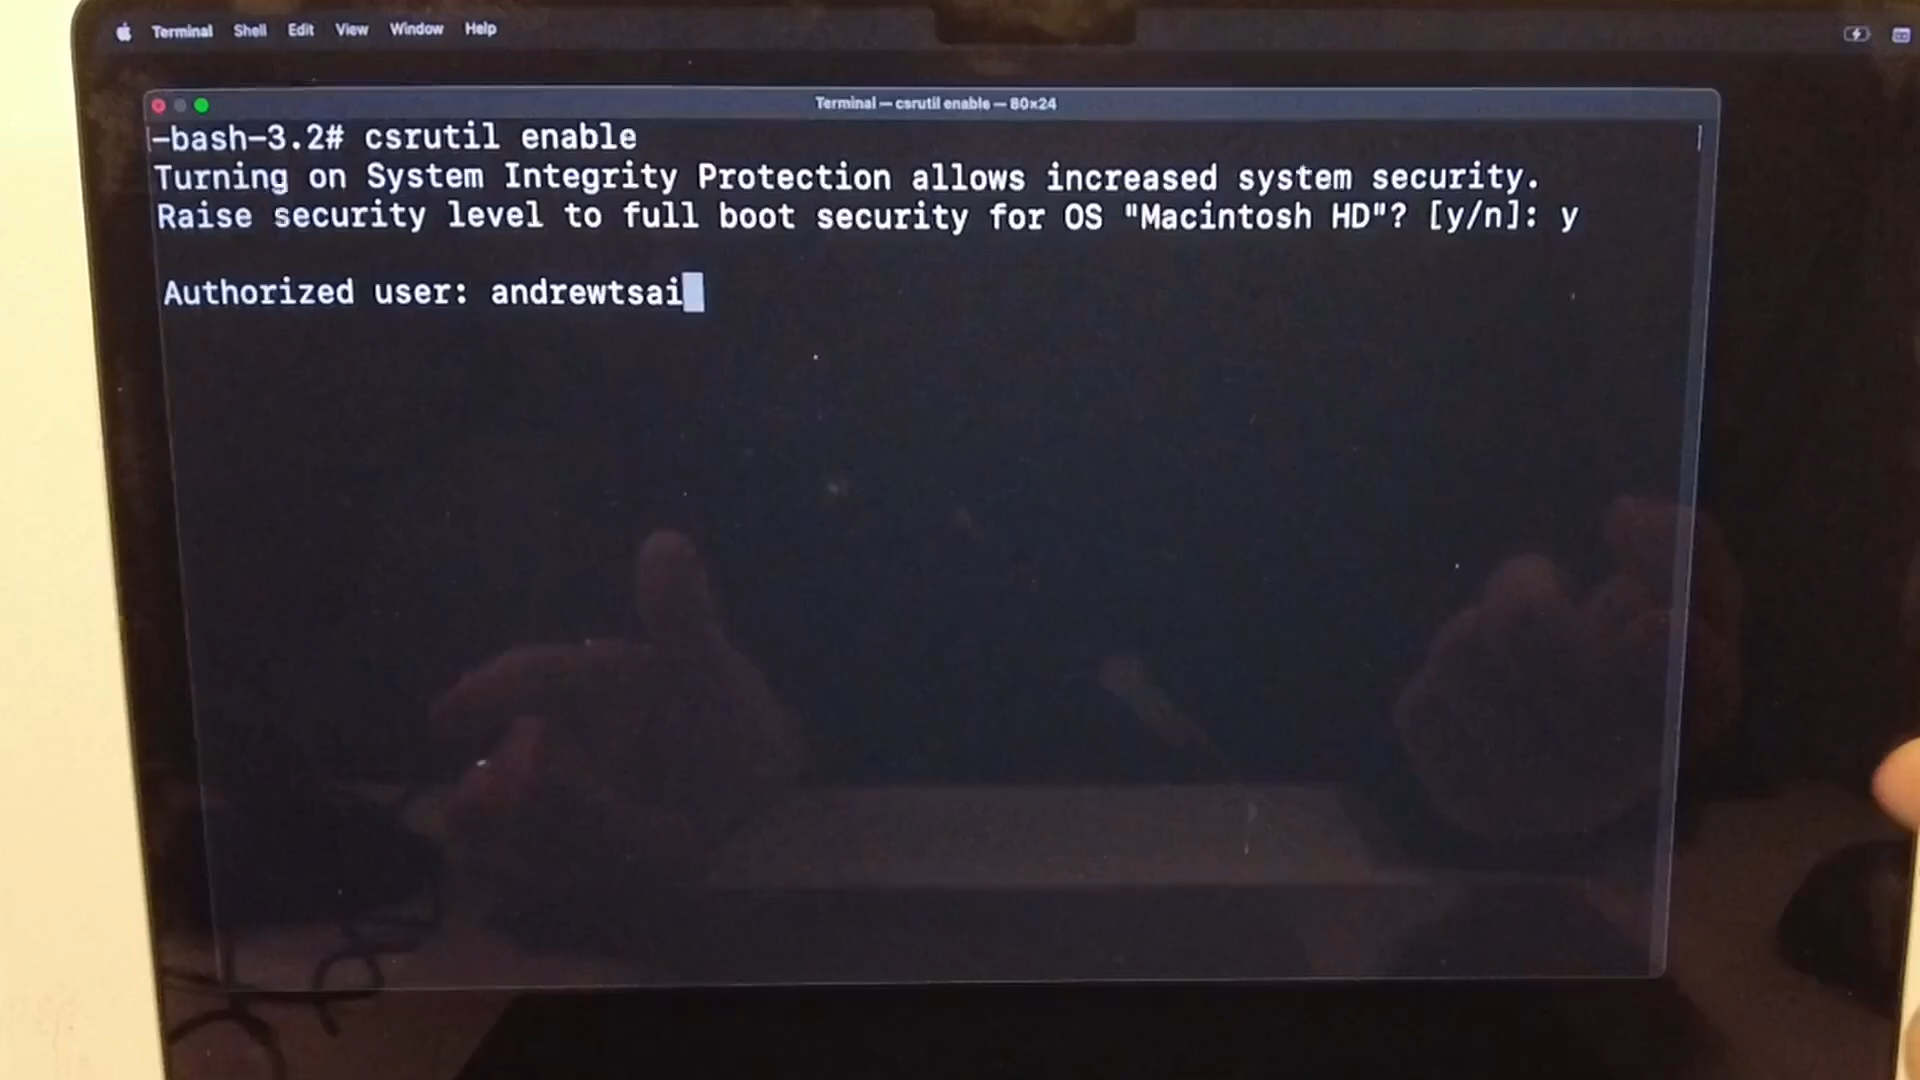 Terminal Shell Edit View Window Help
Terminal — csrutil enable — 80×24
-bash-3.2# csrutil enable
Turning on System Integrity Protection allows increased system security.
Raise security level to full boot security for OS "Macintosh HD"? [y/n]: y
Authorized user: andrewtsai